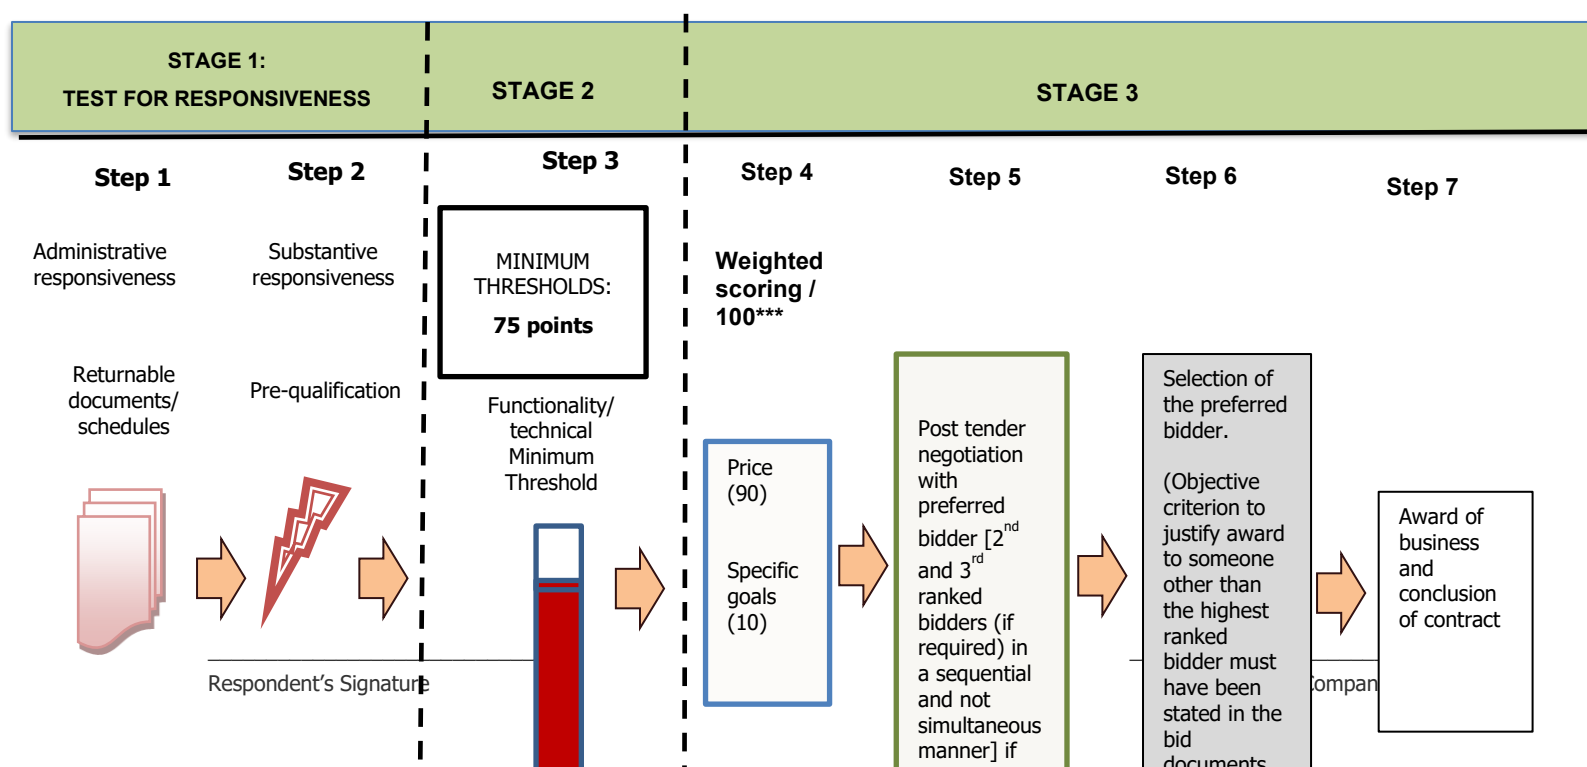 STAGE 1:
TEST FOR RESPONSIVENESS
STAGE 2
STAGE 3
Step 1
Step 2
Step 3
Step 4
Step 5
Step 6
Step 7
Administrative
responsiveness
Returnable
documents/
schedules
Substantive
responsiveness
Pre-qualification
MINIMUM
THRESHOLDS:
75 points
Functionality/
technical
Minimum
Threshold
Weighted
scoring /
100***
Price
(90)
Specific
goals
(10)
Post tender
negotiation
with
preferred
bidder [2nd
and 3rd
ranked
bidders (if
required) in
a sequential
and not
simultaneous
manner] if
Selection of
the preferred
bidder.
(Objective
criterion to
justify award
to someone
other than
the highest
ranked
bidder must
have been
stated in the
bid
documents
Award of
business
and
conclusion
of contract
Respondent's Signature
Compan